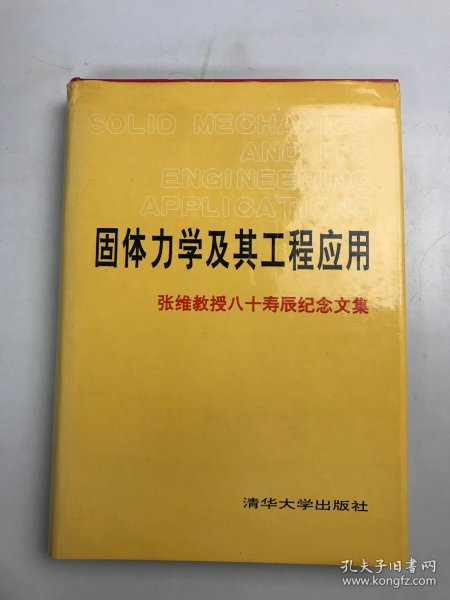 SOLID MECHANICS
AND ITS
ENGINEERING
APPLICATIONS
固体力学及其工程应用
张维教授八十寿辰纪念文集
清华大学出版社
孔夫子旧书网
www.kongfz.com